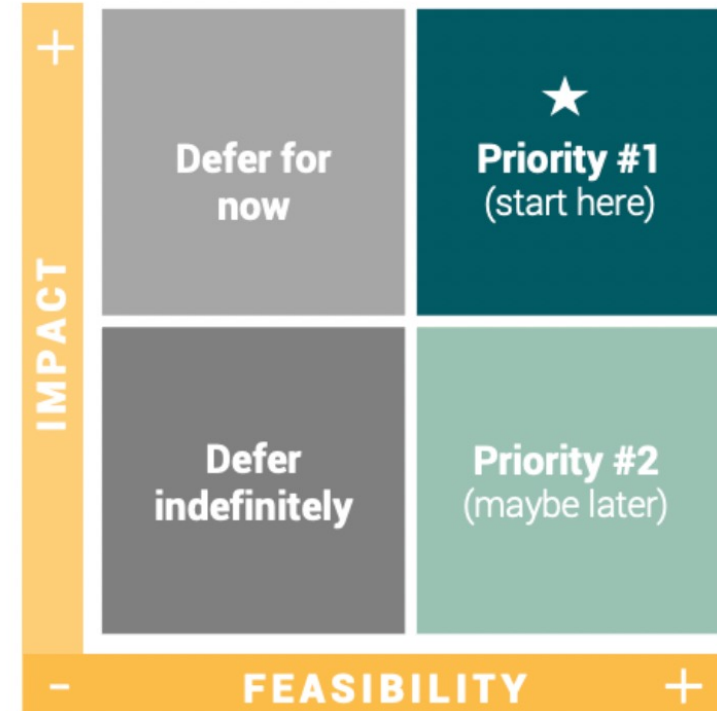 +
Defer for
now
Priority #1
(start here)
IMPACT
Defer
indefinitely
Priority #2
(maybe later)
- FEASIBILITY +